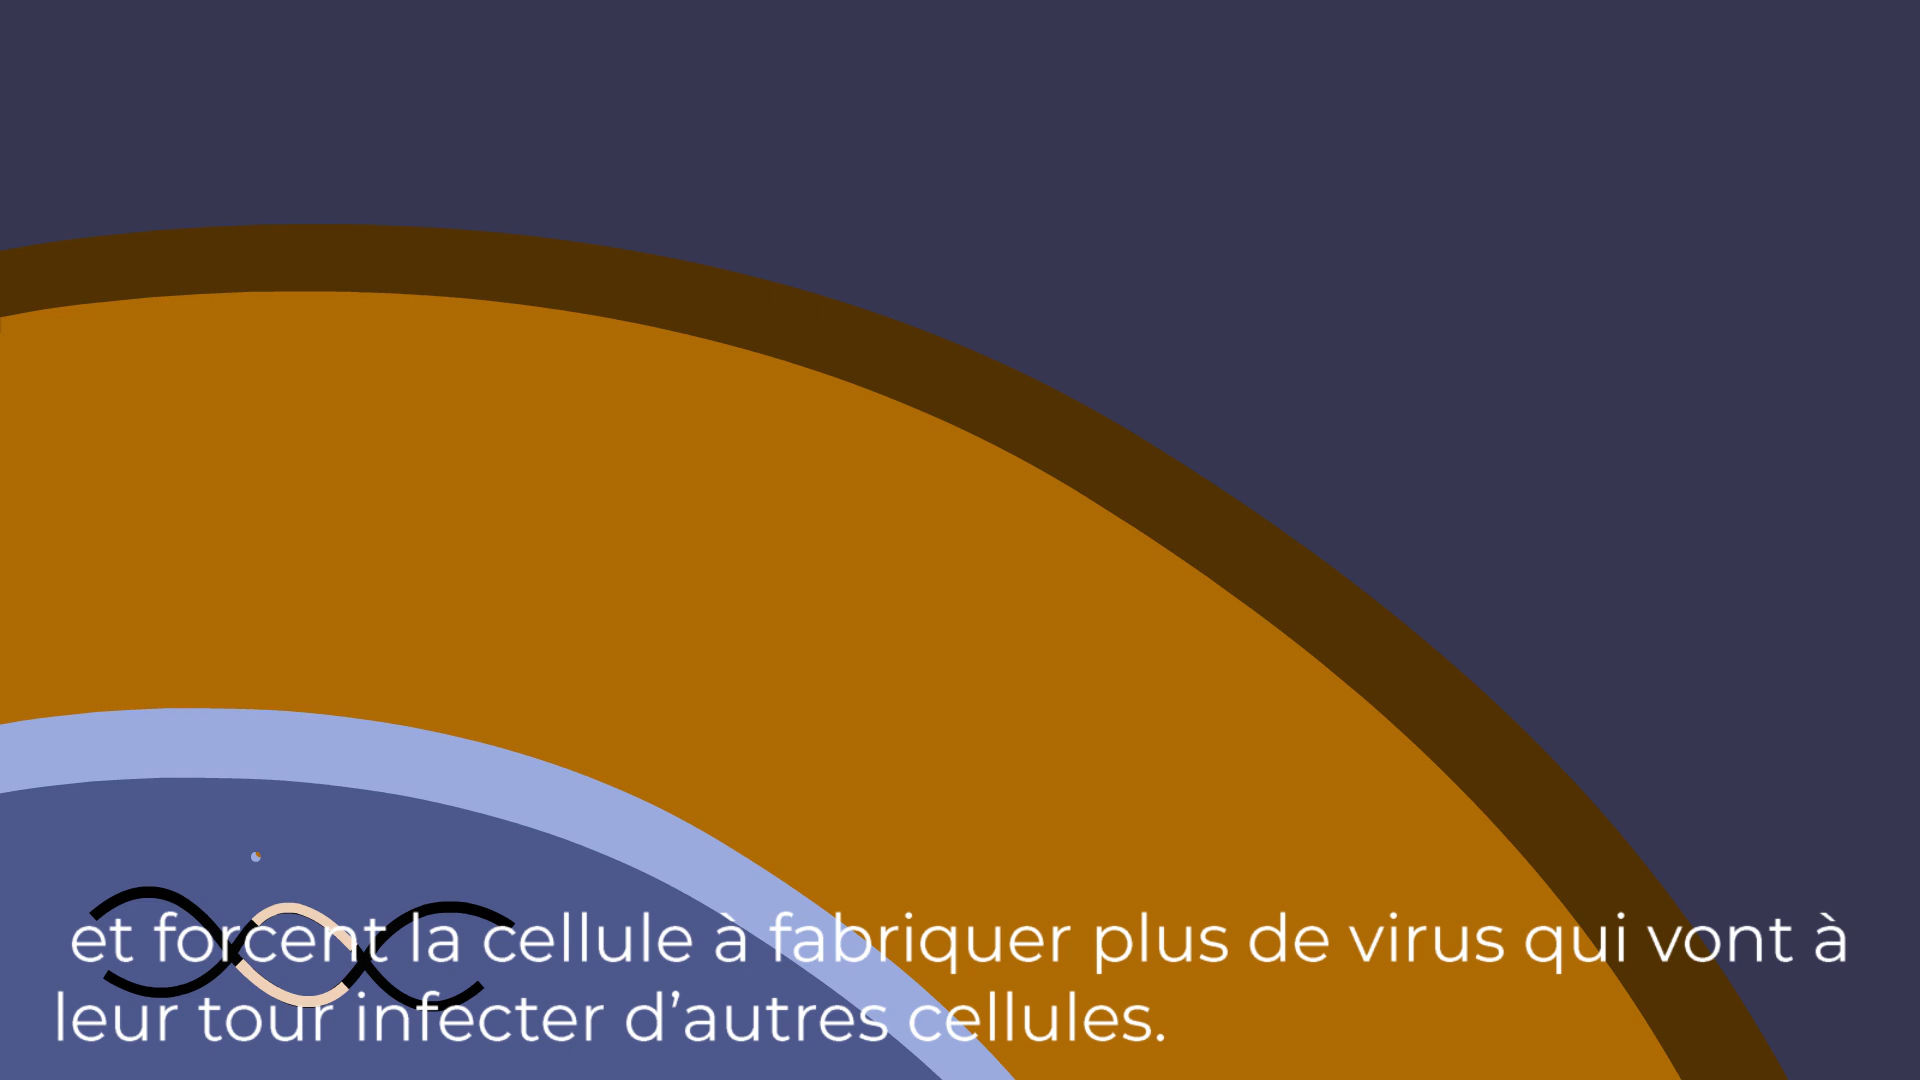 et forcent la cellule à fabriquer plus de virus qui vont à
leur tour infecter d’autres cellules.